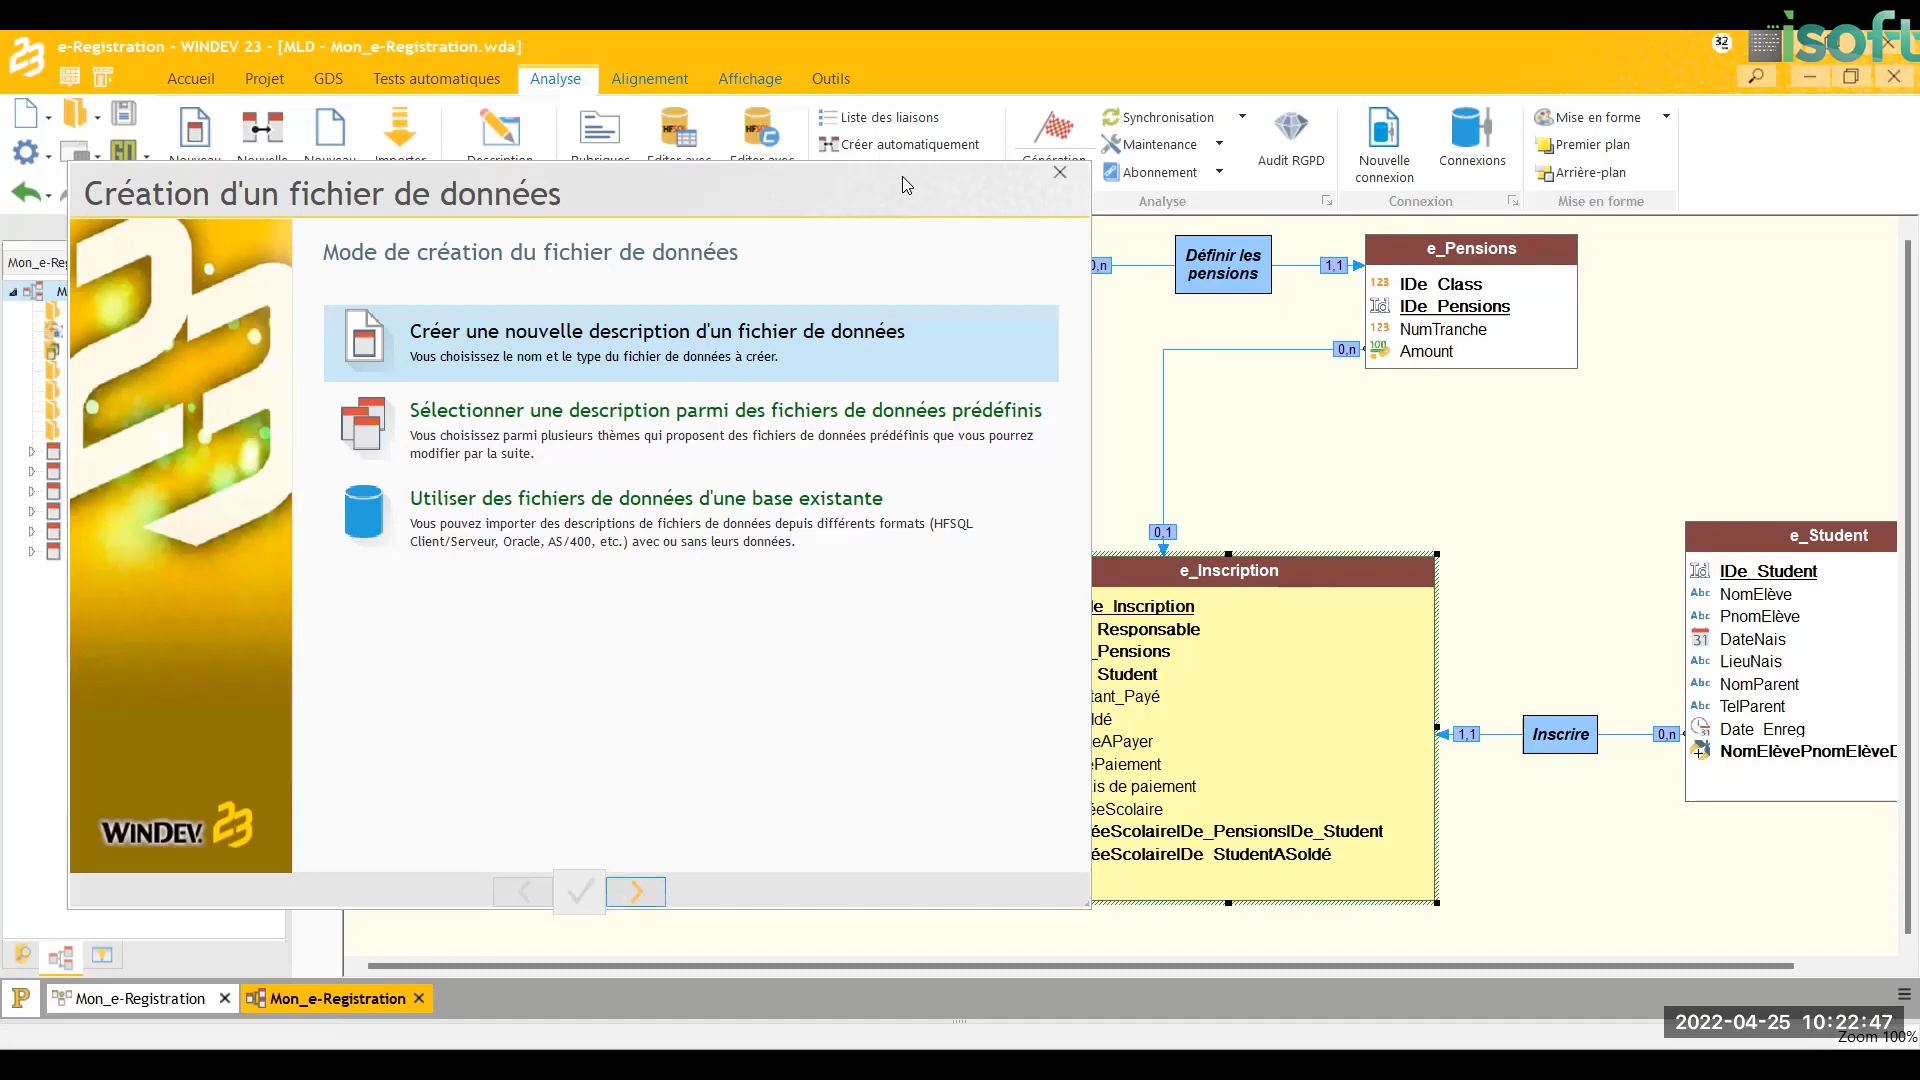 isoft
e-Registration - WINDEV 23 - [MLD - Mon_e-Registration.wda]
32
Accueil
Projet
GDS
Tests automatiques
Analyse
Alignement
Affichage
Outils
Liste des liaisons
Créer automatiquement
Synchronisation
Maintenance
Abonnement
Audit RGPD
Analyse
Nouvelle
connexion
Connexions
Connexion
Mise en forme
Premier plan
Arrière-plan
Mise en forme
Création d'un fichier de données
Mode de création du fichier de données
Créer une nouvelle description d'un fichier de données
Vous choisissez le nom et le type du fichier de données à créer.
Sélectionner une description parmi des fichiers de données prédéfinis
Vous choisissez parmi plusieurs thèmes qui proposent des fichiers de données prédéfinis que vous pourrez
modifier par la suite.
Utiliser des fichiers de données d'une base existante
Vous pouvez importer des descriptions de fichiers de données depuis différents formats (HFSQL
Client/Serveur, Oracle, AS/400, etc.) avec ou sans leurs données.
WINDEV. 23
0,n
Définir les
pensions
1,1
e_Pensions
IDe_Class
IDe_Pensions
NumTranche
Amount
0,n
0,1
e_Inscription
e_Inscription
Responsable
_Pensions
Student
tant_Payé
ldé
eAPayer
ePaiement
is de paiement
éeScolaire
éeScolaireIDe_PensionsIDe_Student
éeScolaireIDe_StudentASoldé
1,1
Inscrire
0,n
e_Student
IDe_Student
NomElève
PnomElève
DateNais
LieuNais
NomParent
TelParent
Date_Enreg
NomElèvePnomElève
Mon_e-Registration
Mon_e-Registration
2022-04-25 10:22:47
Zoom 100%